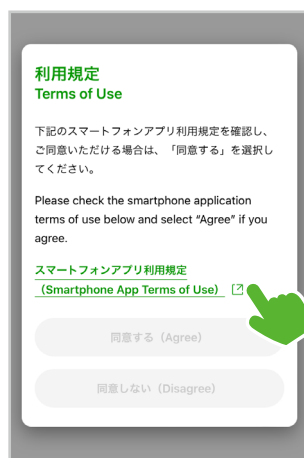 利用規定
Terms of Use
下記のスマートフォンアプリ利用規定を確認し、
ご同意いただける場合は、「同意する」を選択し
てください。
Please check the smartphone application
terms of use below and select “Agree” if you
agree.
スマートフォンアプリ利用規定
（Smartphone App Terms of Use）
同意する（Agree）
同意しない（Disagree）